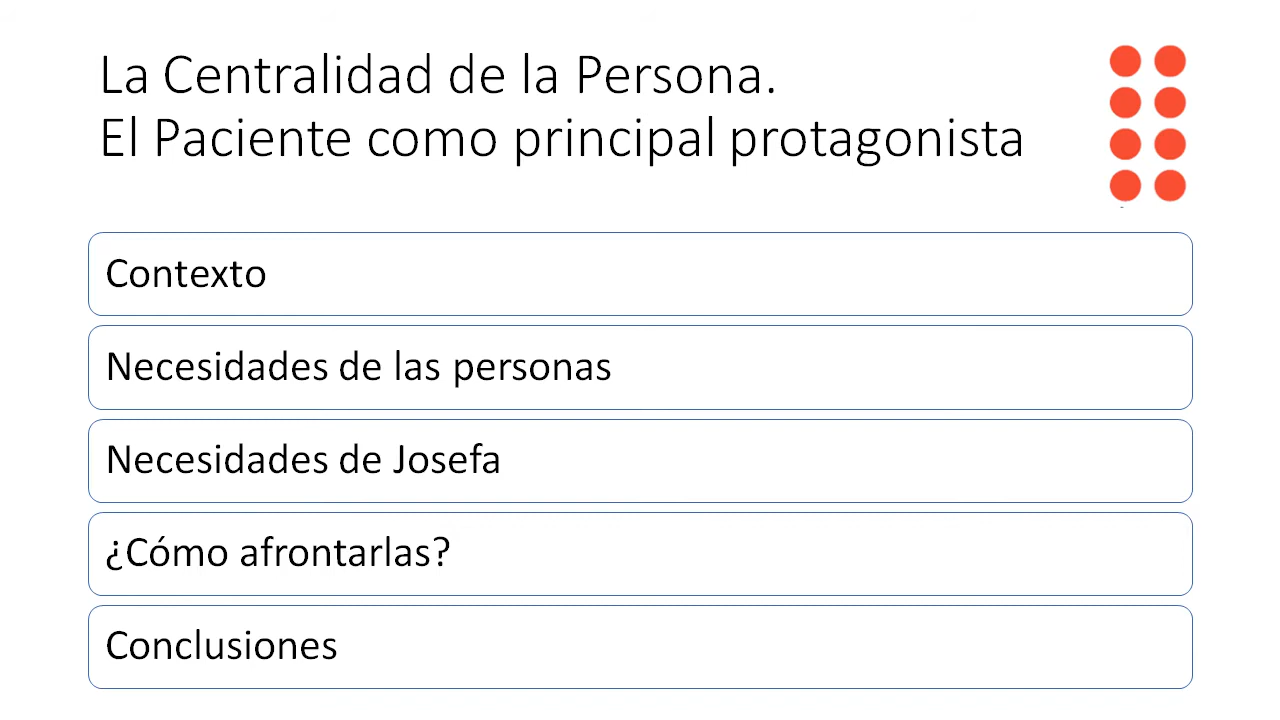 La Centralidad de la Persona.
El Paciente como principal protagonista
Contexto
Necesidades de las personas
Necesidades de Josefa
¿Cómo afrontarlas?
Conclusiones